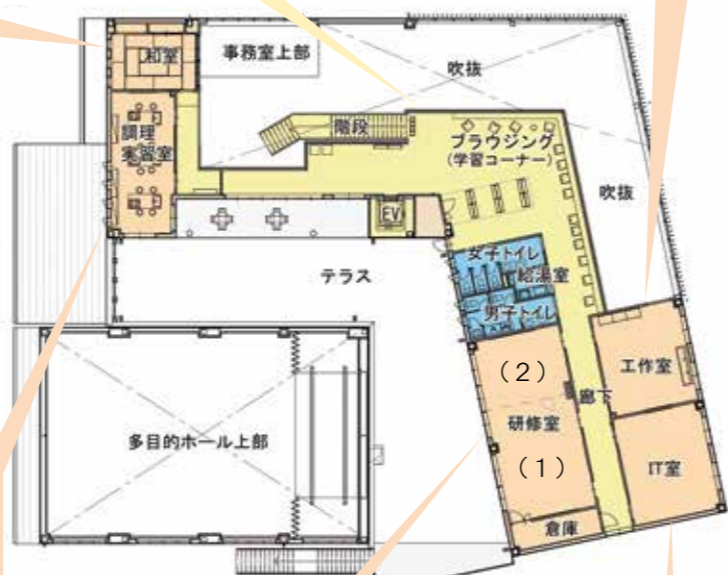 和室
事務室上部
吹抜
調理
実習室
階段
ブラウジング
(学習コーナー)
吹抜
EV
女子トイレ
給湯室
テラス
男子トイレ
(2)
工作室
廊下
研修室
多目的ホール上部
(1)
IT室
倉庫